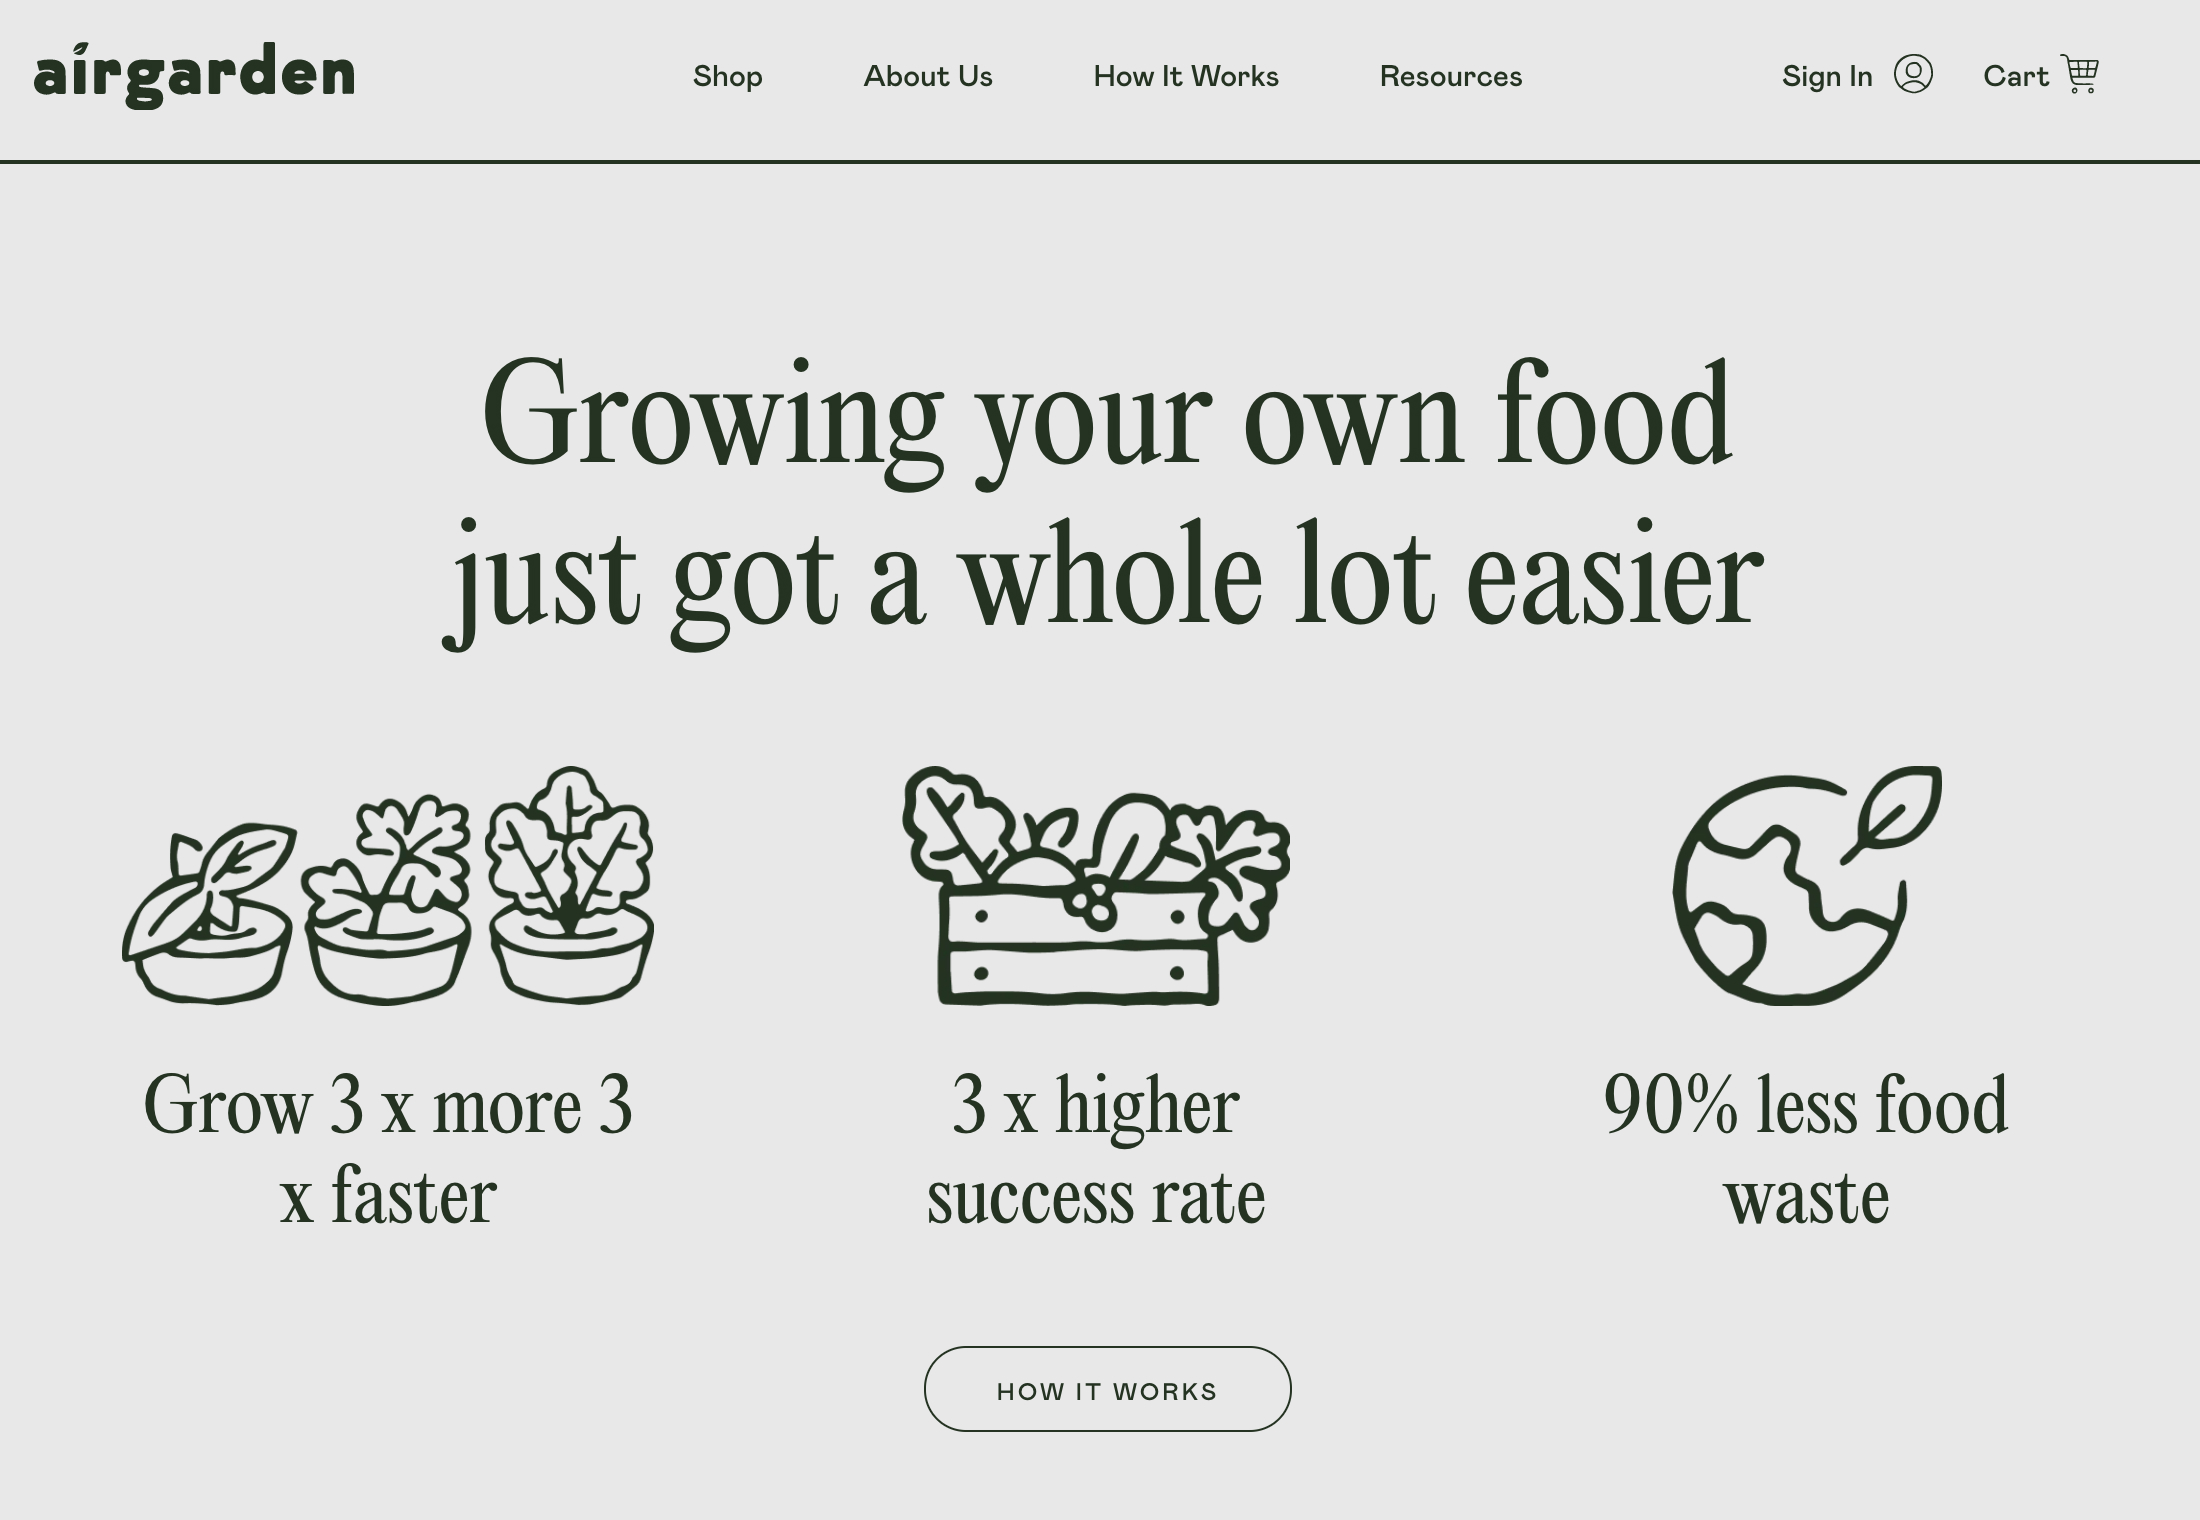 airgarden
Shop
About Us
How It Works
Resources
Sign In
Cart
Growing your own food
just got a whole lot easier
Grow 3 x more 3
x faster
3 x higher
success rate
90% less food
waste
HOW IT WORKS